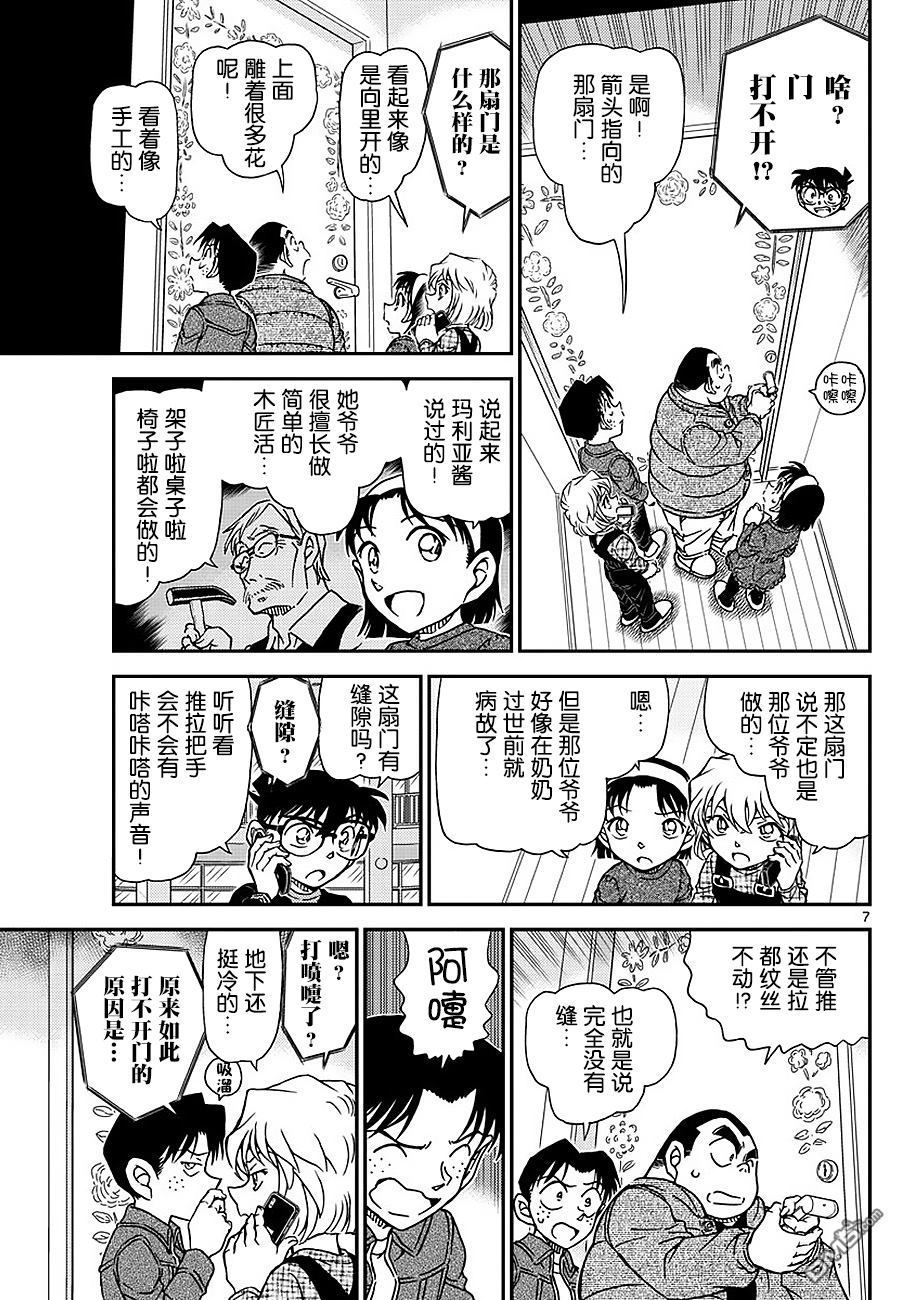 啥？
门
打不开!?
是啊！
箭头指向的
那扇门…
咔嚓
咔嚓
那扇门是
什么样的？
看起来像
是向里开的…
上面
雕着很多花
呢！
看着像
手工的…
说起来
玛利亚酱
说过的！
她爷爷
很擅长做
简单的
木匠活…
架子啦桌子啦
椅子啦都会做的！
那这扇门
说不定也是
那位爷爷
做的…
嗯…
但是那位爷爷
好像在奶奶
过世前就
病故了…
这扇门有
缝隙吗？
缝隙？
听听看
推拉把手
会不会有
咔嗒咔嗒的声音！
7
不管推
还是拉
都纹丝
不动!?
也就是说
完全没有
缝…
阿嚏
嗯？
打喷嚏了？
地下还
挺冷的…
吸溜
原来如此
打不开门的
原因是…